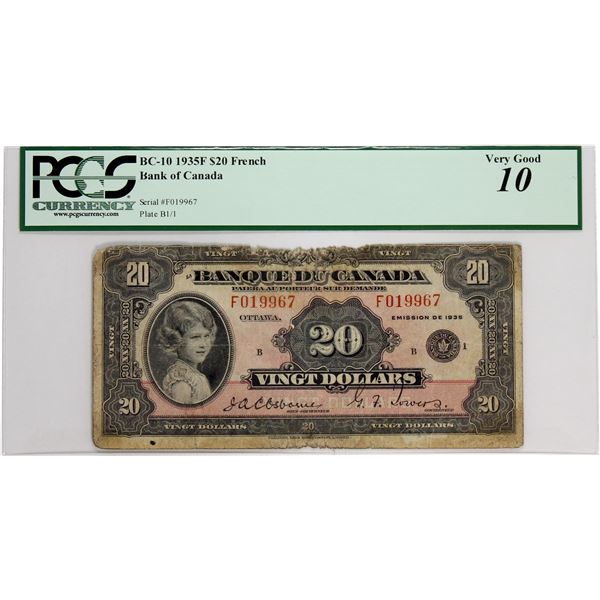 PCGS
CURRENCY
www.pcgscurrency.com
BC-10 1935F $20 French
Bank of Canada
Serial #F019967
Plate B1/1
Very Good
10
VINGT VINGT
20 BANQUE DU CANADA 20
PAIERA AU PORTEUR SUR DEMANDE
F019967 F019967
OTTAWA, EMISSION DE 1935
B 20 B 1
VINGT DOLLARS
JACOsborne G. F. Towers
20 20
VINGT DOLLARS 20 VINGT DOLLARS